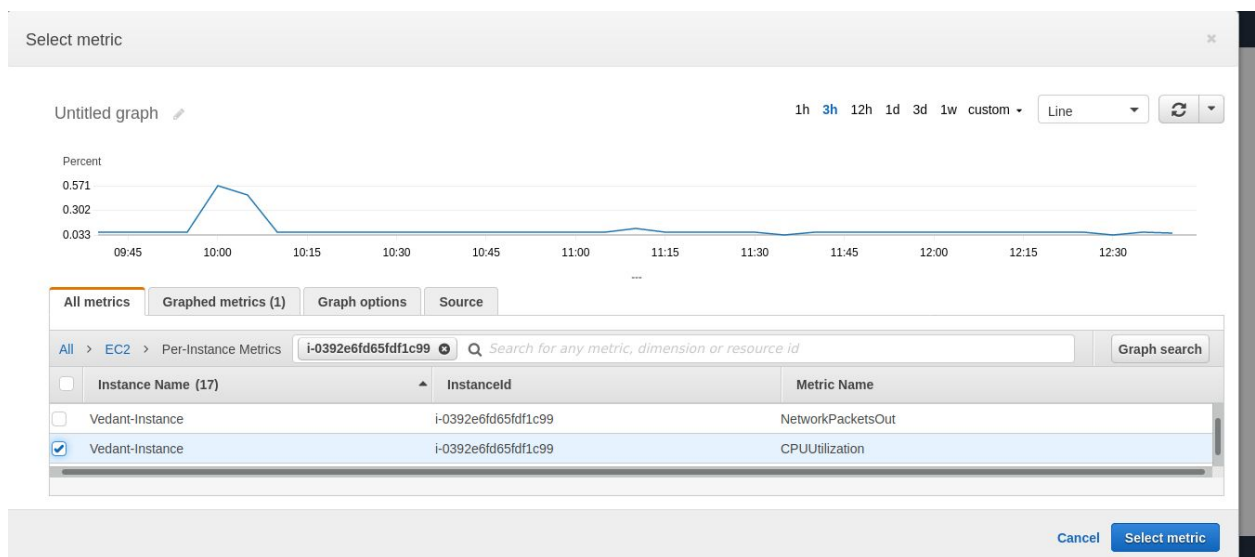 Select metric ×
Untitled graph
1h 3h 12h 1d 3d 1w custom Line
Percent
0.571
0.302
0.033
09:45 10:00 10:15 10:30 10:45 11:00 11:15 11:30 11:45 12:00 12:15 12:30
---
All metrics Graphed metrics (1) Graph options Source
All > EC2 > Per-Instance Metrics i-0392e6fd65fdf1c99 Search for any metric, dimension or resource id Graph search
Instance Name (17) InstanceId Metric Name
Vedant-Instance i-0392e6fd65fdf1c99 NetworkPacketsOut
Vedant-Instance i-0392e6fd65fdf1c99 CPUUtilization
Cancel Select metric